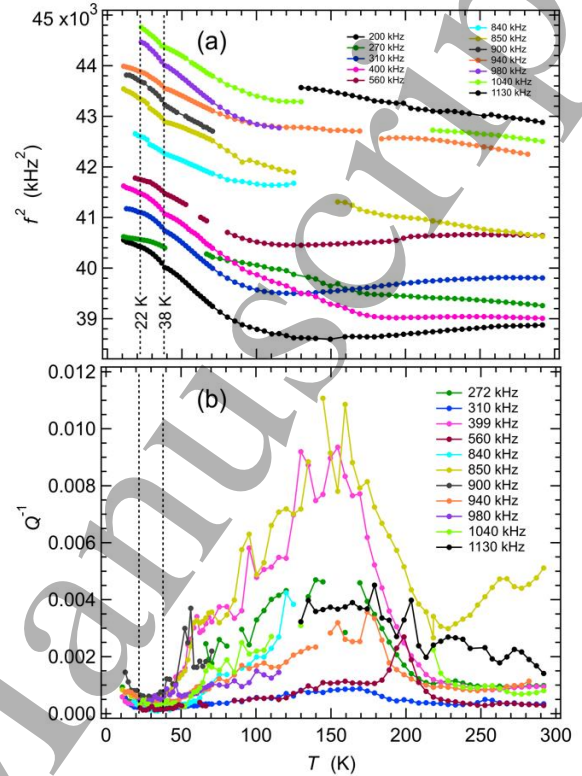 45 ×10³
(a)
200 kHz
270 kHz
310 kHz
400 kHz
560 kHz
840 kHz
850 kHz
900 kHz
940 kHz
980 kHz
1040 kHz
1130 kHz
44
43
42
41
40
39
f² (kHz²)
22 K
38 K
0.012
0.010
0.008
0.006
0.004
0.002
0.000
Q⁻¹
(b)
272 kHz
310 kHz
399 kHz
560 kHz
840 kHz
850 kHz
900 kHz
940 kHz
980 kHz
1040 kHz
1130 kHz
0 50 100 150 200 250 300
T (K)
Manuscrip